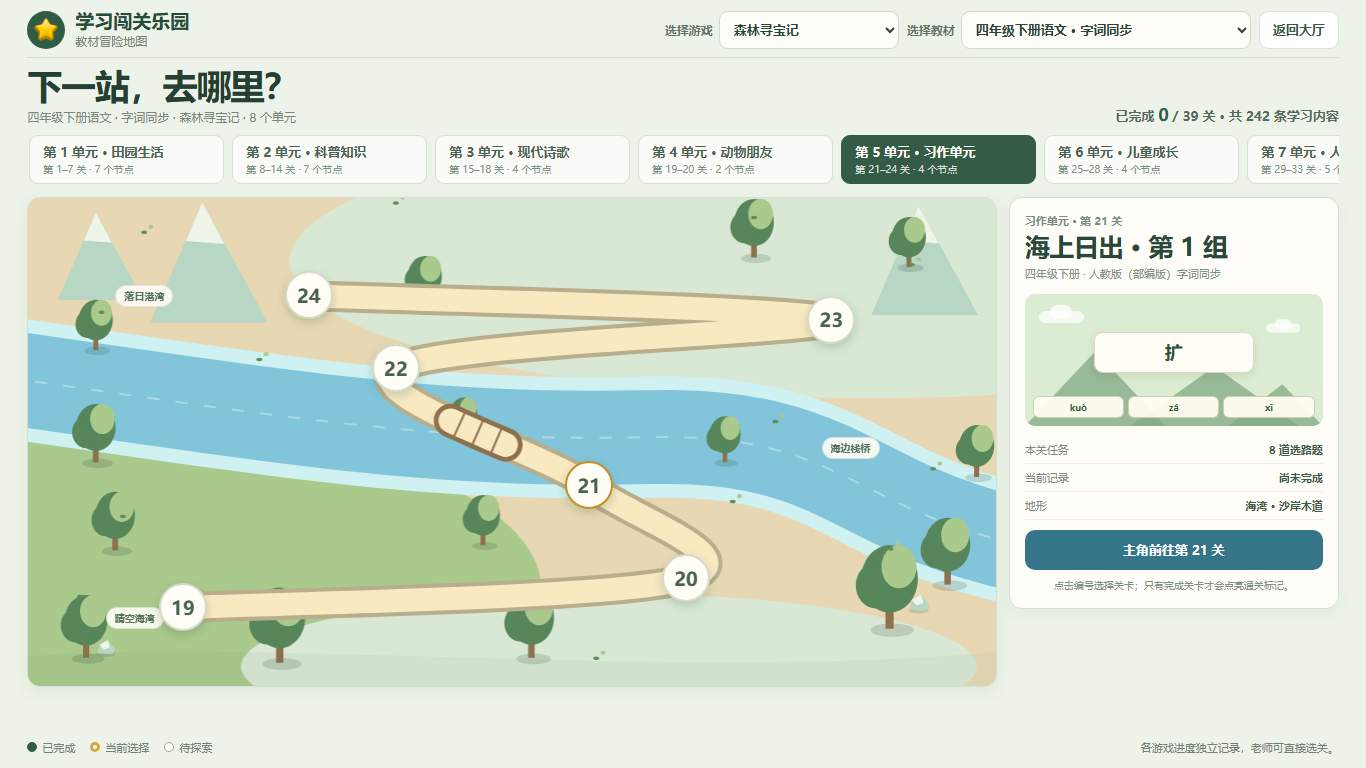 学习闯关乐园
教材冒险地图
选择游戏
森林寻宝记
选择教材
四年级下册语文 • 字词同步
返回大厅
下一站，去哪里？
四年级下册语文 · 字词同步 · 森林寻宝记 · 8 个单元
已完成 0 / 39 关 • 共 242 条学习内容
第 1 单元 • 田园生活
第 1–7 关 · 7 个节点
第 2 单元 • 科普知识
第 8–14 关 · 7 个节点
第 3 单元 • 现代诗歌
第 15–18 关 · 4 个节点
第 4 单元 • 动物朋友
第 19–20 关 · 2 个节点
第 5 单元 • 习作单元
第 21–24 关 · 4 个节点
第 6 单元 • 儿童成长
第 25–28 关 · 4 个节点
第 7 单元 • 人
第 29–33 关 · 5
落日港湾
24
23
22
海边栈桥
21
20
19
晴空海湾
习作单元 • 第 21 关
海上日出 • 第 1 组
四年级下册 · 人教版（部编版）字词同步
扩
kuò
zá
xī
本关任务
8 道选路题
当前记录
尚未完成
地形
海湾 • 沙岸木道
主角前往第 21 关
点击编号选择关卡；只有完成关卡才会点亮通关标记。
已完成
当前选择
待探索
各游戏进度独立记录，老师可直接选关。